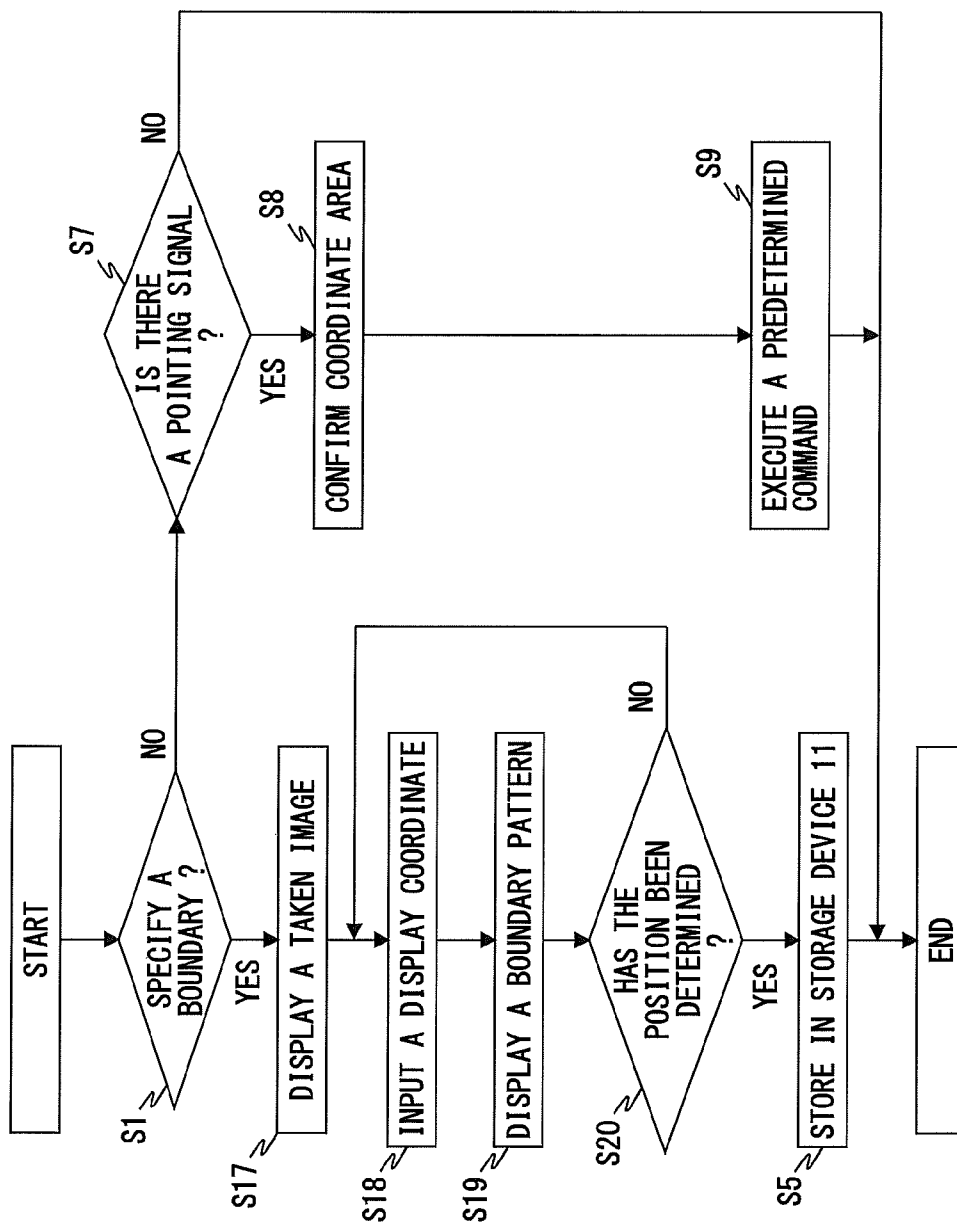 START
S1
SPECIFY A
BOUNDARY ?
NO
YES
S17
DISPLAY A TAKEN IMAGE
S18
INPUT A DISPLAY COORDINATE
S19
DISPLAY A BOUNDARY PATTERN
S20
HAS THE
POSITION BEEN
DETERMINED
?
NO
YES
S5
STORE IN STORAGE DEVICE 11
END
S7
IS THERE
A POINTING SIGNAL
?
NO
YES
S8
CONFIRM COORDINATE AREA
S9
EXECUTE A PREDETERMINED
COMMAND